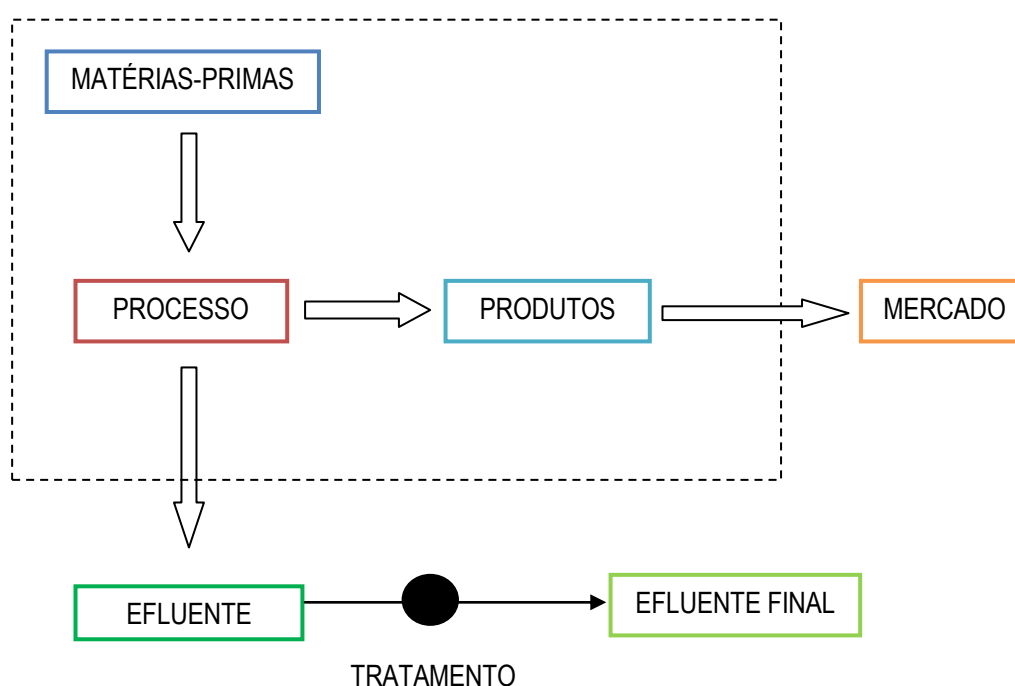 MATÉRIAS-PRIMAS
PROCESSO
PRODUTOS
MERCADO
EFLUENTE
EFLUENTE FINAL
TRATAMENTO